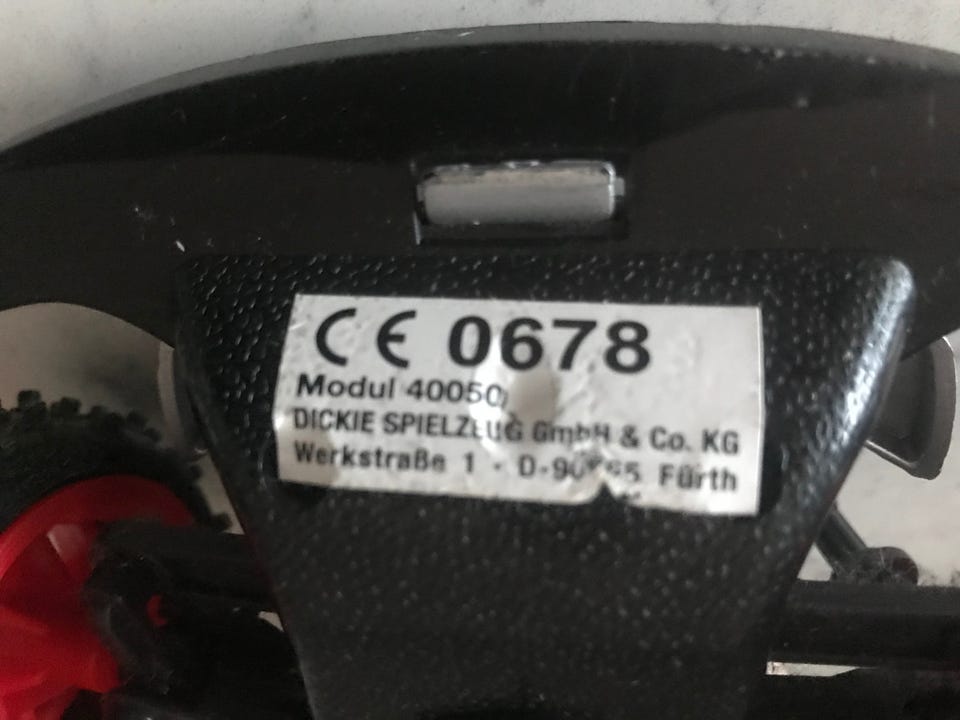 CE 0678
Modul 40050
DICKIE SPIELZEUG GmbH & Co. KG
Werkstraße 1 · Fürth